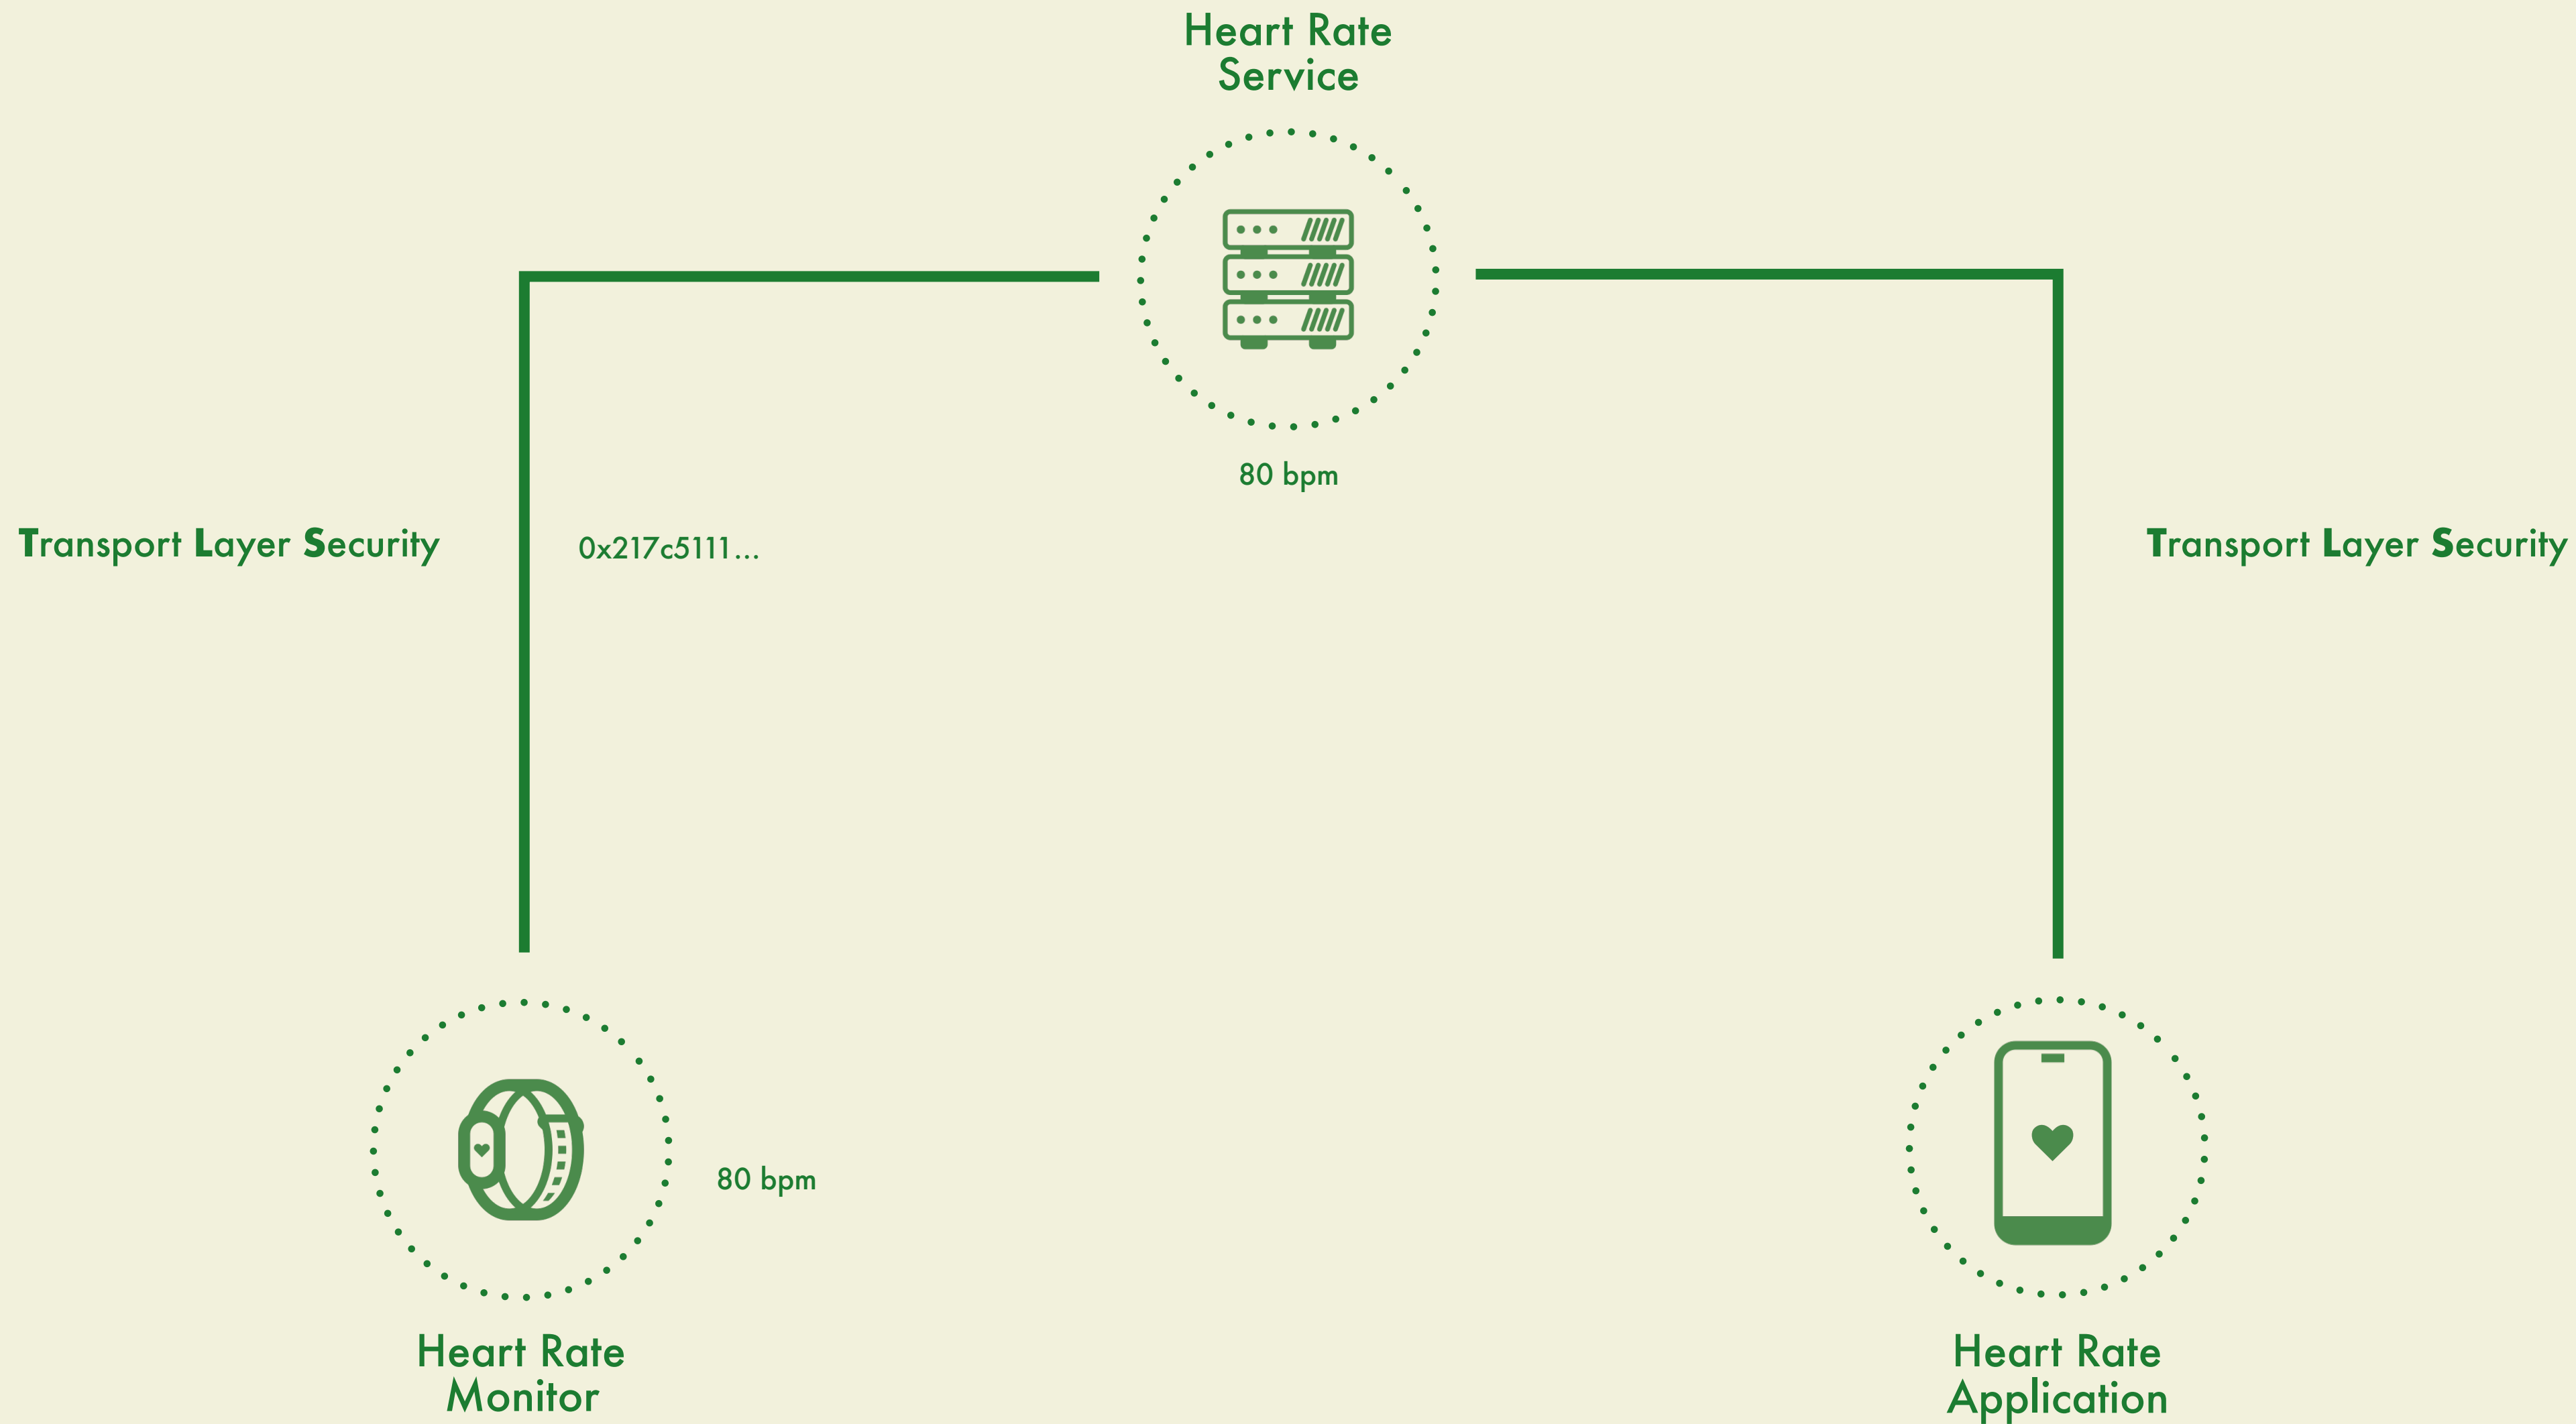 Heart Rate
Service
80 bpm
Transport Layer Security
0x217c5111...
Transport Layer Security
80 bpm
Heart Rate
Monitor
Heart Rate
Application